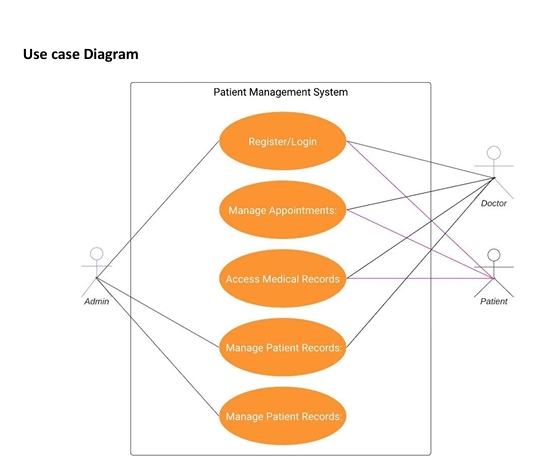 Use case Diagram
Patient Management System
Register/Login
Manage Appointments:
Doctor
Access Medical Records
Admin
Patient
Manage Patient Records:
Manage Patient Records: